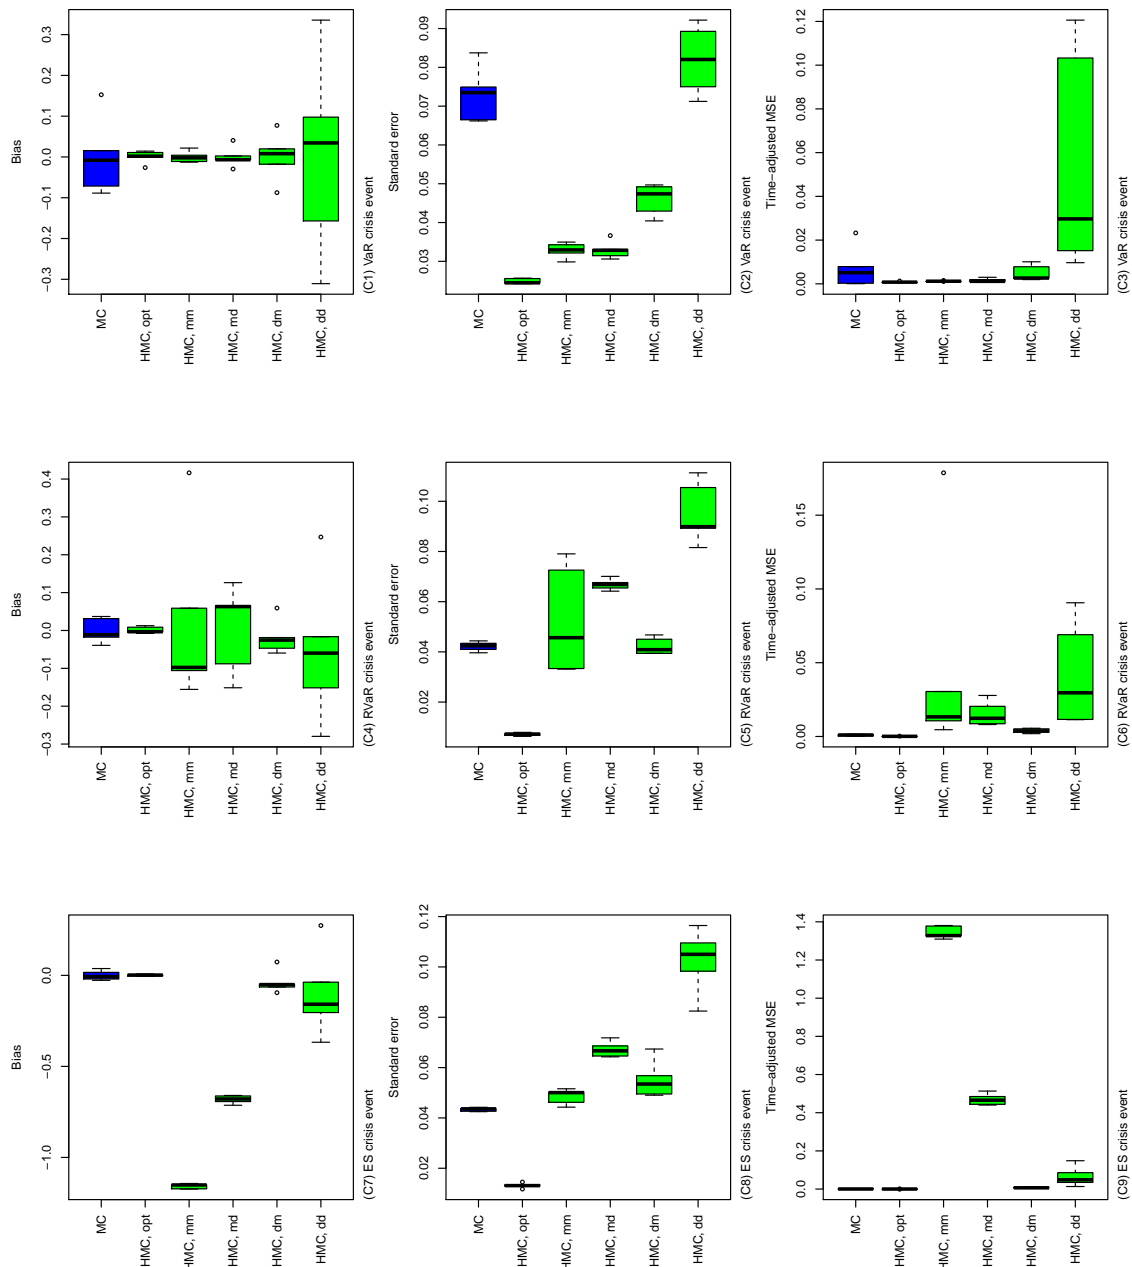 Bias
0.3
0.2
0.1
0.0
−0.1
−0.2
−0.3
MC
HMC, opt
HMC, mm
HMC, md
HMC, dm
HMC, dd
(C1) VaR crisis event
Standard error
0.09
0.08
0.07
0.06
0.05
0.04
0.03
MC
HMC, opt
HMC, mm
HMC, md
HMC, dm
HMC, dd
(C2) VaR crisis event
Time−adjusted MSE
0.12
0.10
0.08
0.06
0.04
0.02
0.00
MC
HMC, opt
HMC, mm
HMC, md
HMC, dm
HMC, dd
(C3) VaR crisis event
Bias
0.4
0.3
0.2
0.1
0.0
−0.1
−0.2
−0.3
MC
HMC, opt
HMC, mm
HMC, md
HMC, dm
HMC, dd
(C4) RVaR crisis event
Standard error
0.10
0.08
0.06
0.04
0.02
MC
HMC, opt
HMC, mm
HMC, md
HMC, dm
HMC, dd
(C5) RVaR crisis event
Time−adjusted MSE
0.15
0.10
0.05
0.00
MC
HMC, opt
HMC, mm
HMC, md
HMC, dm
HMC, dd
(C6) RVaR crisis event
Bias
0.0
−0.5
−1.0
MC
HMC, opt
HMC, mm
HMC, md
HMC, dm
HMC, dd
(C7) ES crisis event
Standard error
0.12
0.10
0.08
0.06
0.04
0.02
MC
HMC, opt
HMC, mm
HMC, md
HMC, dm
HMC, dd
(C8) ES crisis event
Time−adjusted MSE
1.4
1.2
1.0
0.8
0.6
0.4
0.2
0.0
MC
HMC, opt
HMC, mm
HMC, md
HMC, dm
HMC, dd
(C9) ES crisis event